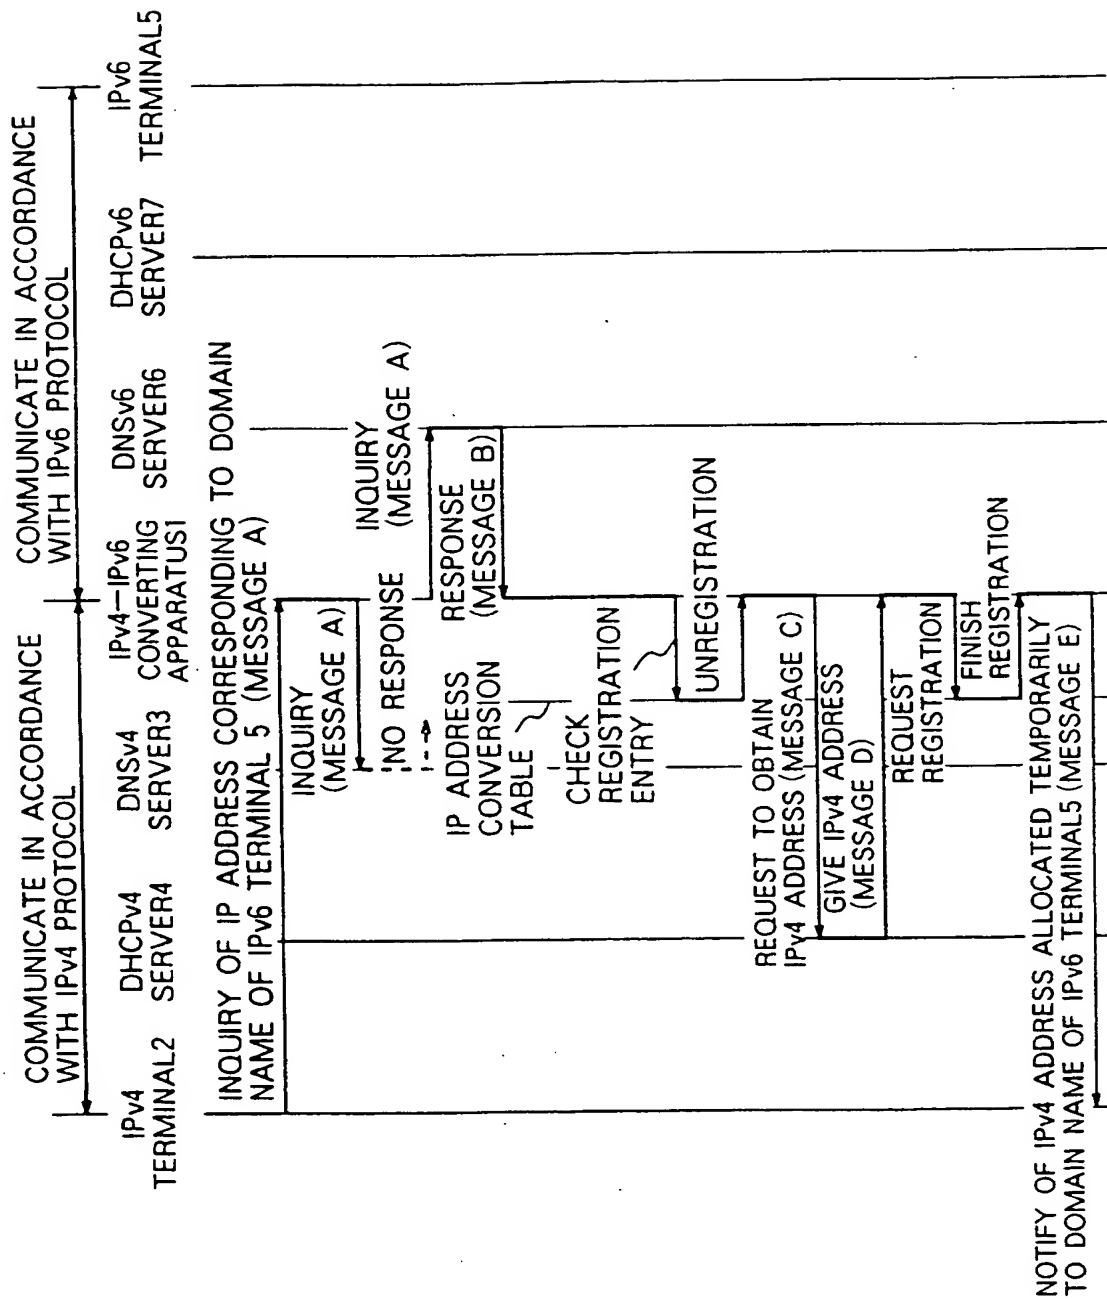 COMMUNICATE IN ACCORDANCE
WITH IPv4 PROTOCOL
COMMUNICATE IN ACCORDANCE
WITH IPv6 PROTOCOL
IPv4
TERMINAL2
DHCPv4
SERVER4
DNSv4
SERVER3
IPv4—IPv6
CONVERTING
APPARATUS1
DNSv6
SERVER6
DHCPv6
SERVER7
IPv6
TERMINAL5
INQUIRY OF IP ADDRESS CORRESPONDING TO DOMAIN
NAME OF IPv6 TERMINAL 5 (MESSAGE A)
INQUIRY
(MESSAGE A)
NO RESPONSE
INQUIRY
(MESSAGE A)
RESPONSE
(MESSAGE B)
IP ADDRESS
CONVERSION
TABLE
CHECK
REGISTRATION
ENTRY
UNREGISTRATION
REQUEST TO OBTAIN
IPv4 ADDRESS (MESSAGE C)
GIVE IPv4 ADDRESS
(MESSAGE D)
REQUEST
REGISTRATION
FINISH
REGISTRATION
NOTIFY OF IPv4 ADDRESS ALLOCATED TEMPORARILY
TO DOMAIN NAME OF IPv6 TERMINAL5 (MESSAGE E)